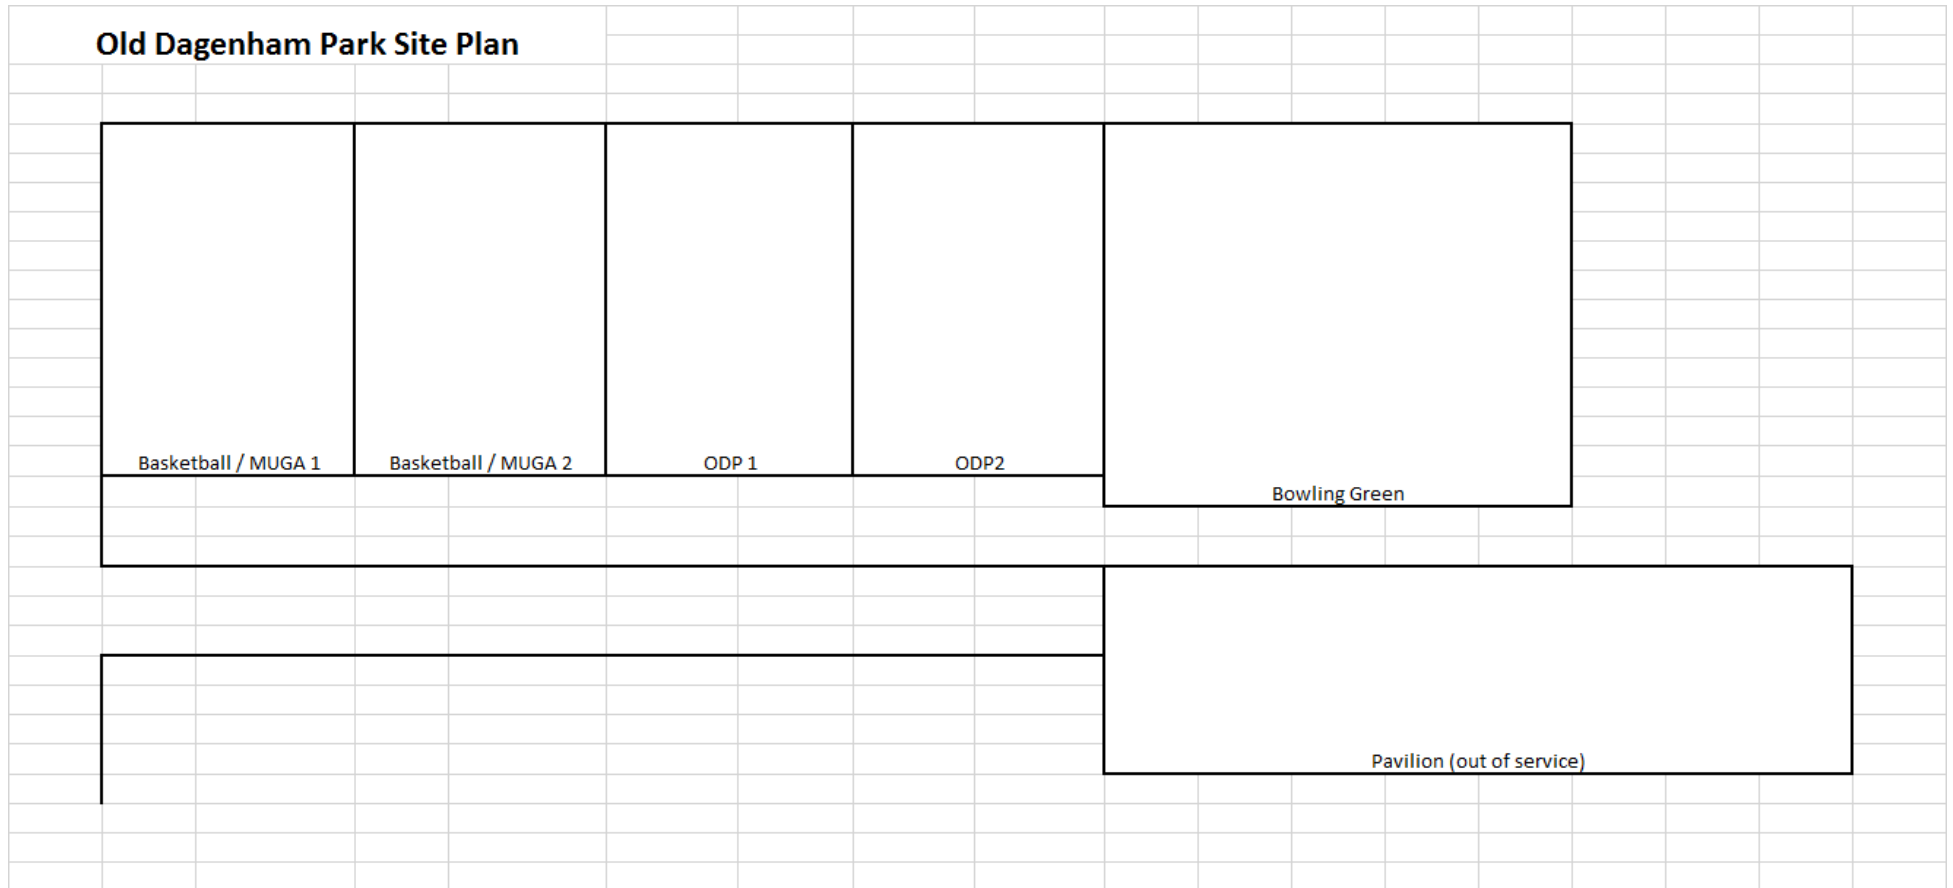 Old Dagenham Park Site Plan
Basketball / MUGA 1
Basketball / MUGA 2
ODP 1
ODP2
Bowling Green
Pavilion (out of service)